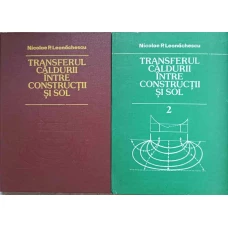 Nicolae P. Leonăchescu
TRANSFERUL
CĂLDURII
ÎNTRE
CONSTRUCȚII
ȘI SOL
Nicolae P. Leonăchescu
TRANSFERUL
CĂLDURII
ÎNTRE
CONSTRUCȚII
ȘI SOL
2